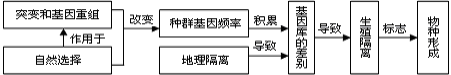 突变和基因重组
改变
种群基因频率
积累
基因库的差别
导致
生殖隔离
标志
物种形成
作用于
自然选择
地理隔离
导致